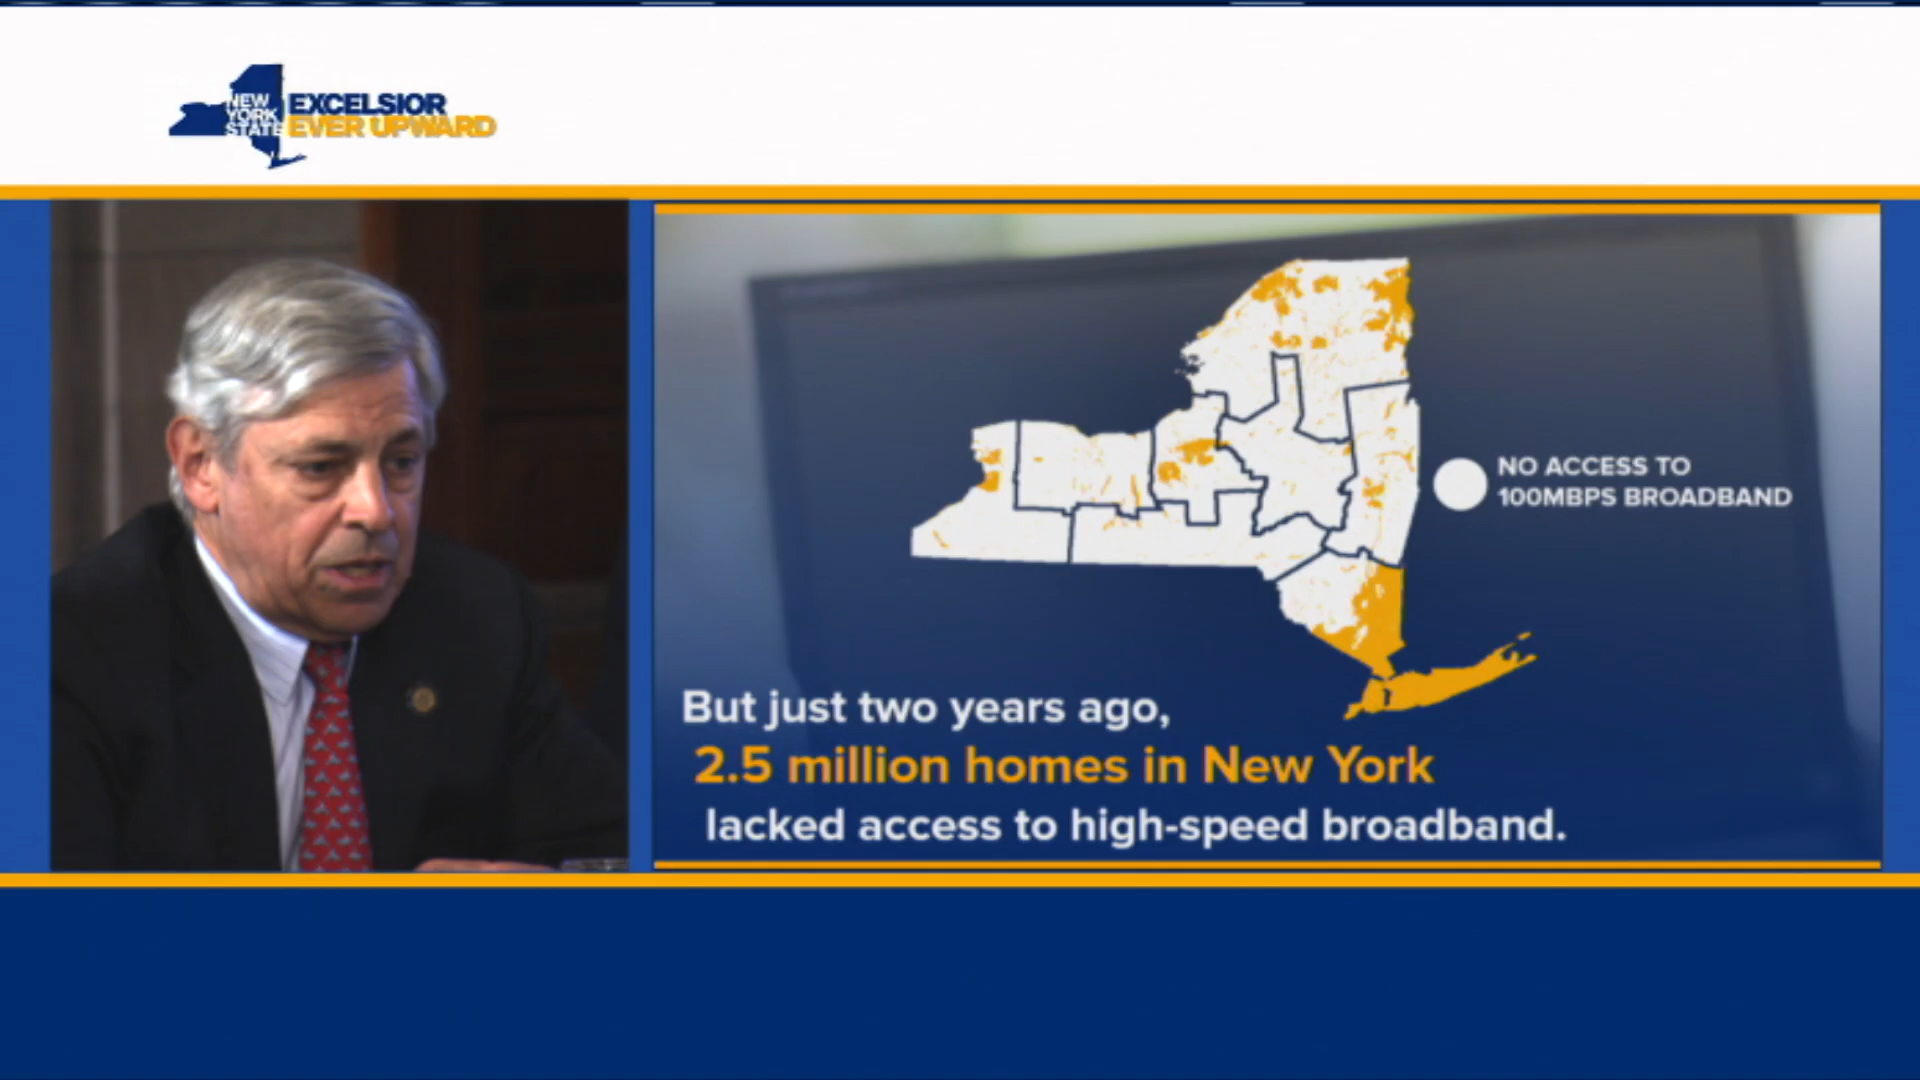 NEW
YORK
STATE
EXCELSIOR
EVER UPWARD
NO ACCESS TO
100MBPS BROADBAND
But just two years ago,
2.5 million homes in New York
lacked access to high-speed broadband.